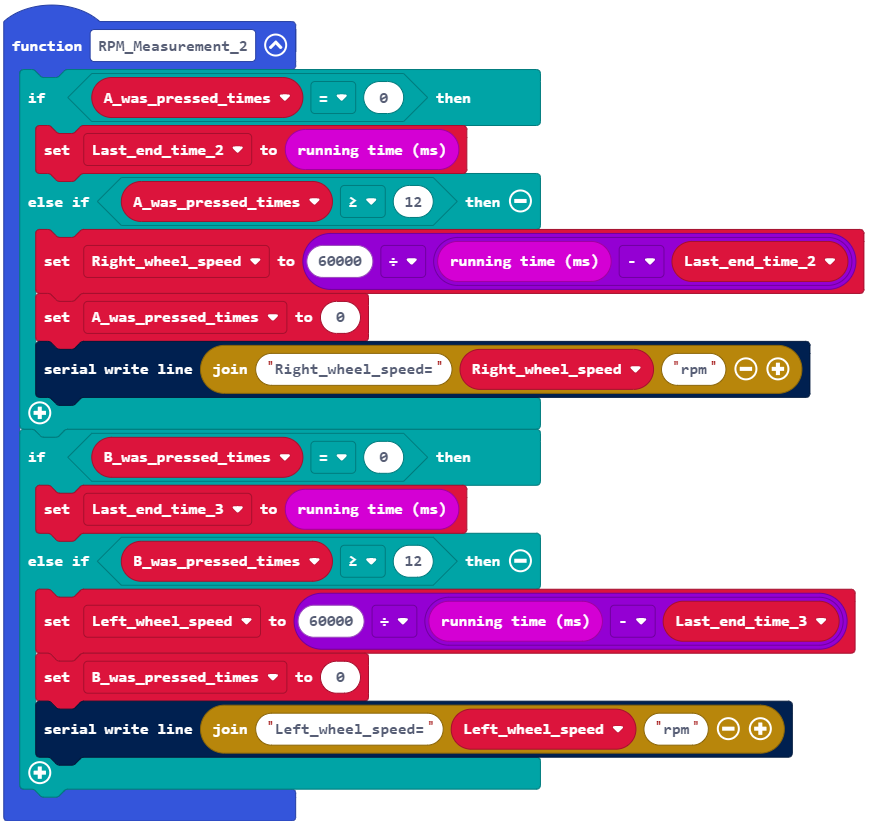 function RPM_Measurement_2
if A_was_pressed_times = 0 then
set Last_end_time_2 to running time (ms)
else if A_was_pressed_times ≥ 12 then
set Right_wheel_speed to 60000 ÷ running time (ms) - Last_end_time_2
set A_was_pressed_times to 0
serial write line join "Right_wheel_speed=" Right_wheel_speed "rpm"
if B_was_pressed_times = 0 then
set Last_end_time_3 to running time (ms)
else if B_was_pressed_times ≥ 12 then
set Left_wheel_speed to 60000 ÷ running time (ms) - Last_end_time_3
set B_was_pressed_times to 0
serial write line join "Left_wheel_speed=" Left_wheel_speed "rpm"